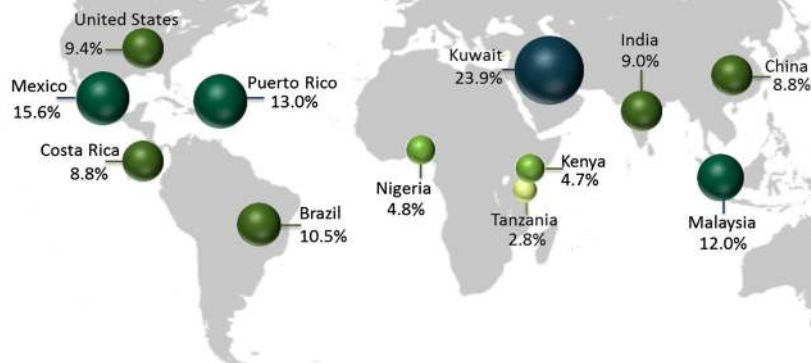 United States
9.4%
Mexico
15.6%
Puerto Rico
13.0%
Costa Rica
8.8%
Brazil
10.5%
Kuwait
23.9%
India
9.0%
China
8.8%
Nigeria
4.8%
Kenya
4.7%
Tanzania
2.8%
Malaysia
12.0%